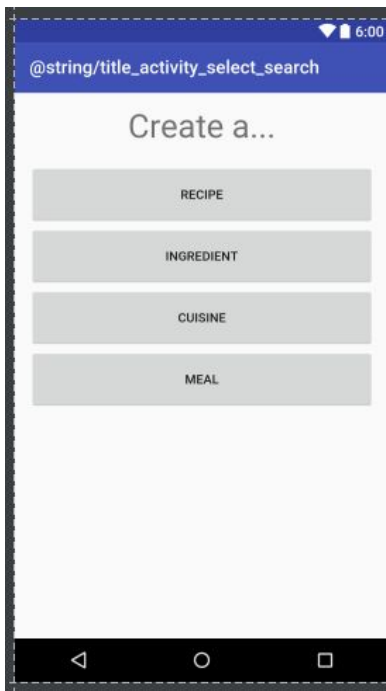 6:00
@string/title_activity_select_search
Create a...
RECIPE
INGREDIENT
CUISINE
MEAL